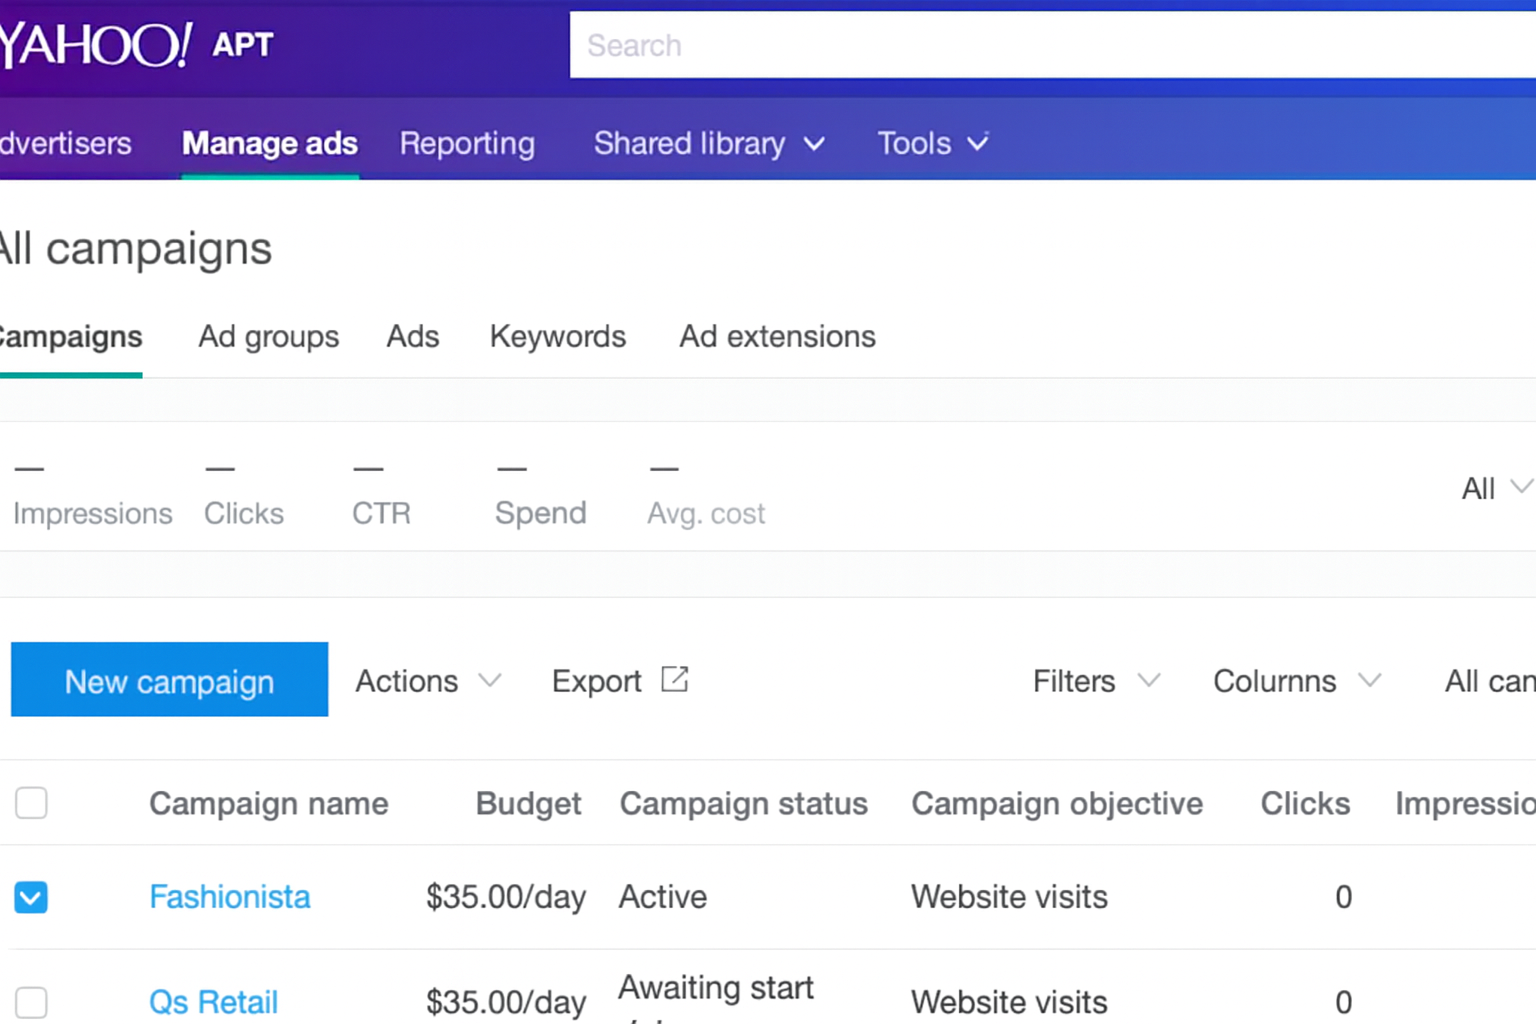 YAHOO! APT
Search
dvertisers Manage ads Reporting Shared library Tools
All campaigns
Campaigns Ad groups Ads Keywords Ad extensions
— — — — —
Impressions Clicks CTR Spend Avg. cost
All
New campaign Actions Export Filters Columns All can
Campaign name Budget Campaign status Campaign objective Clicks Impressio
Fashionista $35.00/day Active Website visits 0
Qs Retail $35.00/day Awaiting start Website visits 0